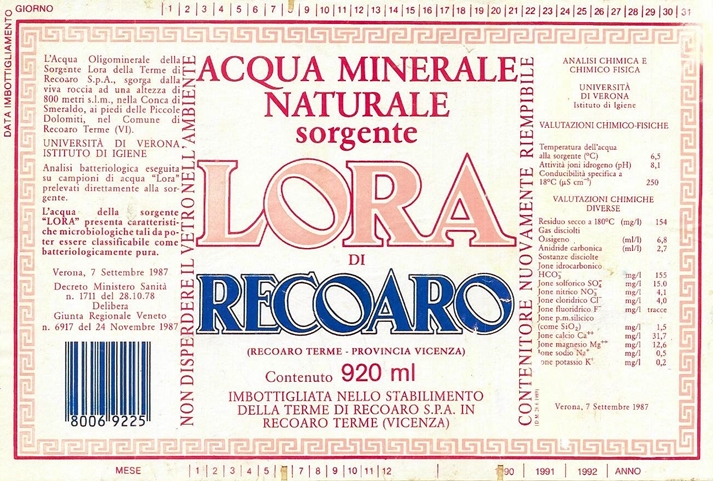 GIORNO 1 2 3 4 5 6 7 8 9 10 11 12 13 14 15 16 17 18 19 20 21 22 23 24 25 26 27 28 29 30 31
DATA IMBOTTIGLIAMENTO
L'Acqua Oligominerale della
Sorgente Lora della Terme di
Recoaro S.p.A., sgorga dalla
viva roccia ad una altezza di
800 metri s.l.m., nella Conca di
Smeraldo, ai piedi delle Piccole
Dolomiti, nel Comune di
Recoaro Terme (VI).
UNIVERSITÀ DI VERONA
ISTITUTO DI IGIENE
Analisi batteriologica eseguita
su campioni di acqua "Lora"
prelevati direttamente alla sor-
gente.
L'acqua della sorgente
"LORA" presenta caratteristi-
che microbiologiche tali da po-
ter essere classificabile come
batteriologicamente pura.
Verona, 7 Settembre 1987
Decreto Ministero Sanità
n. 1711 del 28.10.78
Delibera
Giunta Regionale Veneto
n. 6917 del 24 Novembre 1987
8006 9225
NON DISPERDERE IL VETRO NELL'AMBIENTE
ACQUA MINERALE
NATURALE
sorgente
LORA
DI
RECOARO
(RECOARO TERME - PROVINCIA VICENZA)
Contenuto 920 ml
IMBOTTIGLIATA NELLO STABILIMENTO
DELLA TERME DI RECOARO S.P.A. IN
RECOARO TERME (VICENZA)
CONTENITORE NUOVAMENTE RIEMPIBILE
ANALISI CHIMICA E
CHIMICO FISICA
UNIVERSITÀ
DI VERONA
Istituto di Igiene
VALUTAZIONI CHIMICO-FISICHE
Temperatura dell'acqua
alla sorgente (°C) 6,5
Attività joni idrogeno (pH) 8,1
Conducibilità specifica a
18°C (µS cm⁻¹) 250
VALUTAZIONI CHIMICHE
DIVERSE
Residuo secco a 180°C (mg/l) 154
Gas disciolti
Ossigeno (ml/l) 6,8
Anidride carbonica (ml/l) 2,7
Sostanze disciolte
Jone idrocarbonico
HCO₃⁻ mg/l 155
Jone solforico SO₄⁻ mg/l 15,0
Jone nitrico NO₃⁻ mg/l 4,1
Jone cloridrico Cl⁻ mg/l 4,0
Jone fluoridrico F⁻ mg/l tracce
Jone p.m.silicico
(come SiO₂) mg/l 1,5
Jone calcio Ca⁺⁺ mg/l 31,7
Jone magnesio Mg⁺⁺ mg/l 12,6
Jone sodio Na⁺ mg/l 0,5
Jone potassio K⁺ mg/l 0,2
Verona, 7 Settembre 1987
MESE 1 2 3 4 5 6 7 8 9 10 11 12 90 1991 1992 ANNO